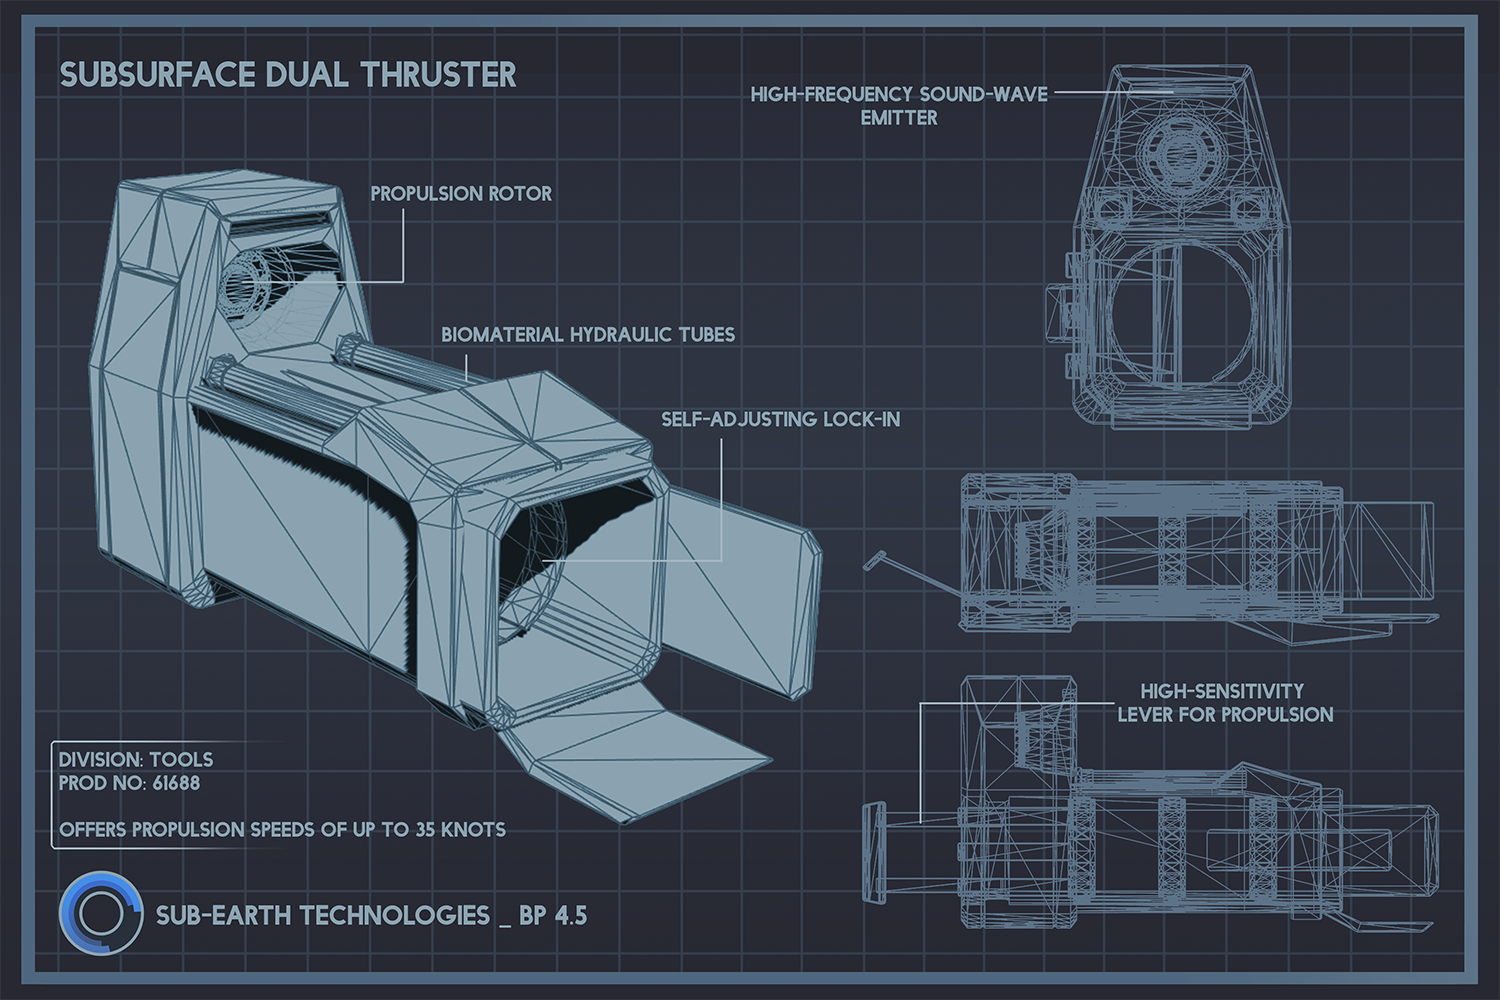 SUBSURFACE DUAL THRUSTER
HIGH-FREQUENCY SOUND-WAVE
EMITTER
PROPULSION ROTOR
BIOMATERIAL HYDRAULIC TUBES
SELF-ADJUSTING LOCK-IN
HIGH-SENSITIVITY
LEVER FOR PROPULSION
DIVISION: TOOLS
PROD NO: 61688
OFFERS PROPULSION SPEEDS OF UP TO 35 KNOTS
SUB-EARTH TECHNOLOGIES _ BP 4.5